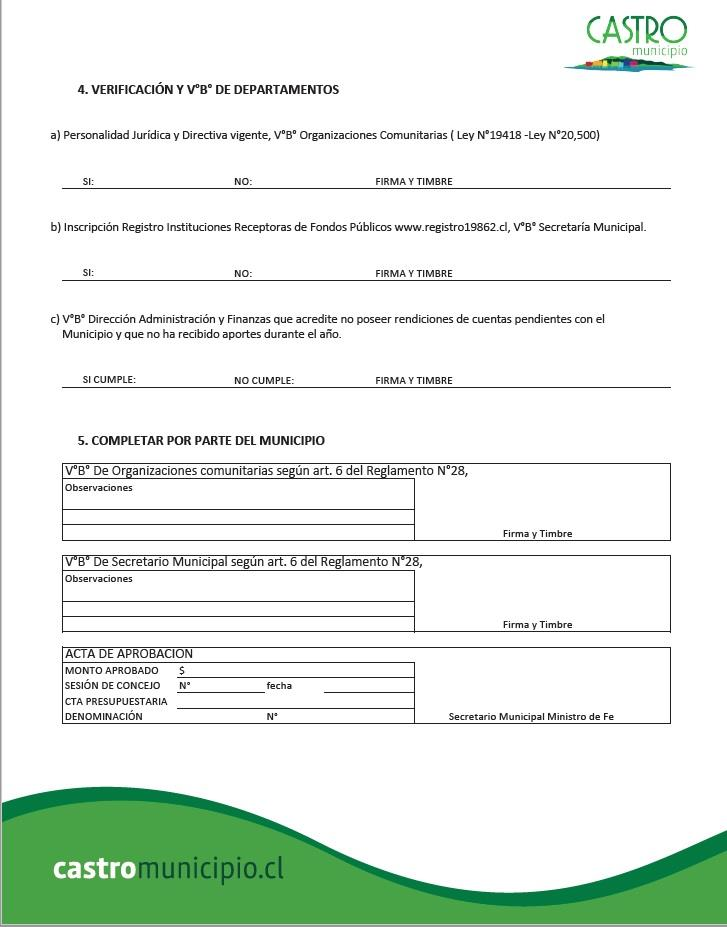 CASTRO
municipio
4. VERIFICACIÓN Y V°B° DE DEPARTAMENTOS
a) Personalidad Jurídica y Directiva vigente, V°B° Organizaciones Comunitarias ( Ley N°19418 -Ley N°20,500)
SI: NO: FIRMA Y TIMBRE
b) Inscripción Registro Instituciones Receptoras de Fondos Públicos www.registro19862.cl, V°B° Secretaría Municipal.
SI: NO: FIRMA Y TIMBRE
c) V°B° Dirección Administración y Finanzas que acredite no poseer rendiciones de cuentas pendientes con el
Municipio y que no ha recibido aportes durante el año.
SI CUMPLE: NO CUMPLE: FIRMA Y TIMBRE
5. COMPLETAR POR PARTE DEL MUNICIPIO
V°B° De Organizaciones comunitarias según art. 6 del Reglamento N°28,
Observaciones
Firma y Timbre
V°B° De Secretario Municipal según art. 6 del Reglamento N°28,
Observaciones
Firma y Timbre
ACTA DE APROBACION
MONTO APROBADO $
SESIÓN DE CONCEJO N° fecha
CTA PRESUPUESTARIA
DENOMINACIÓN N° Secretario Municipal Ministro de Fe
castromunicipio.cl